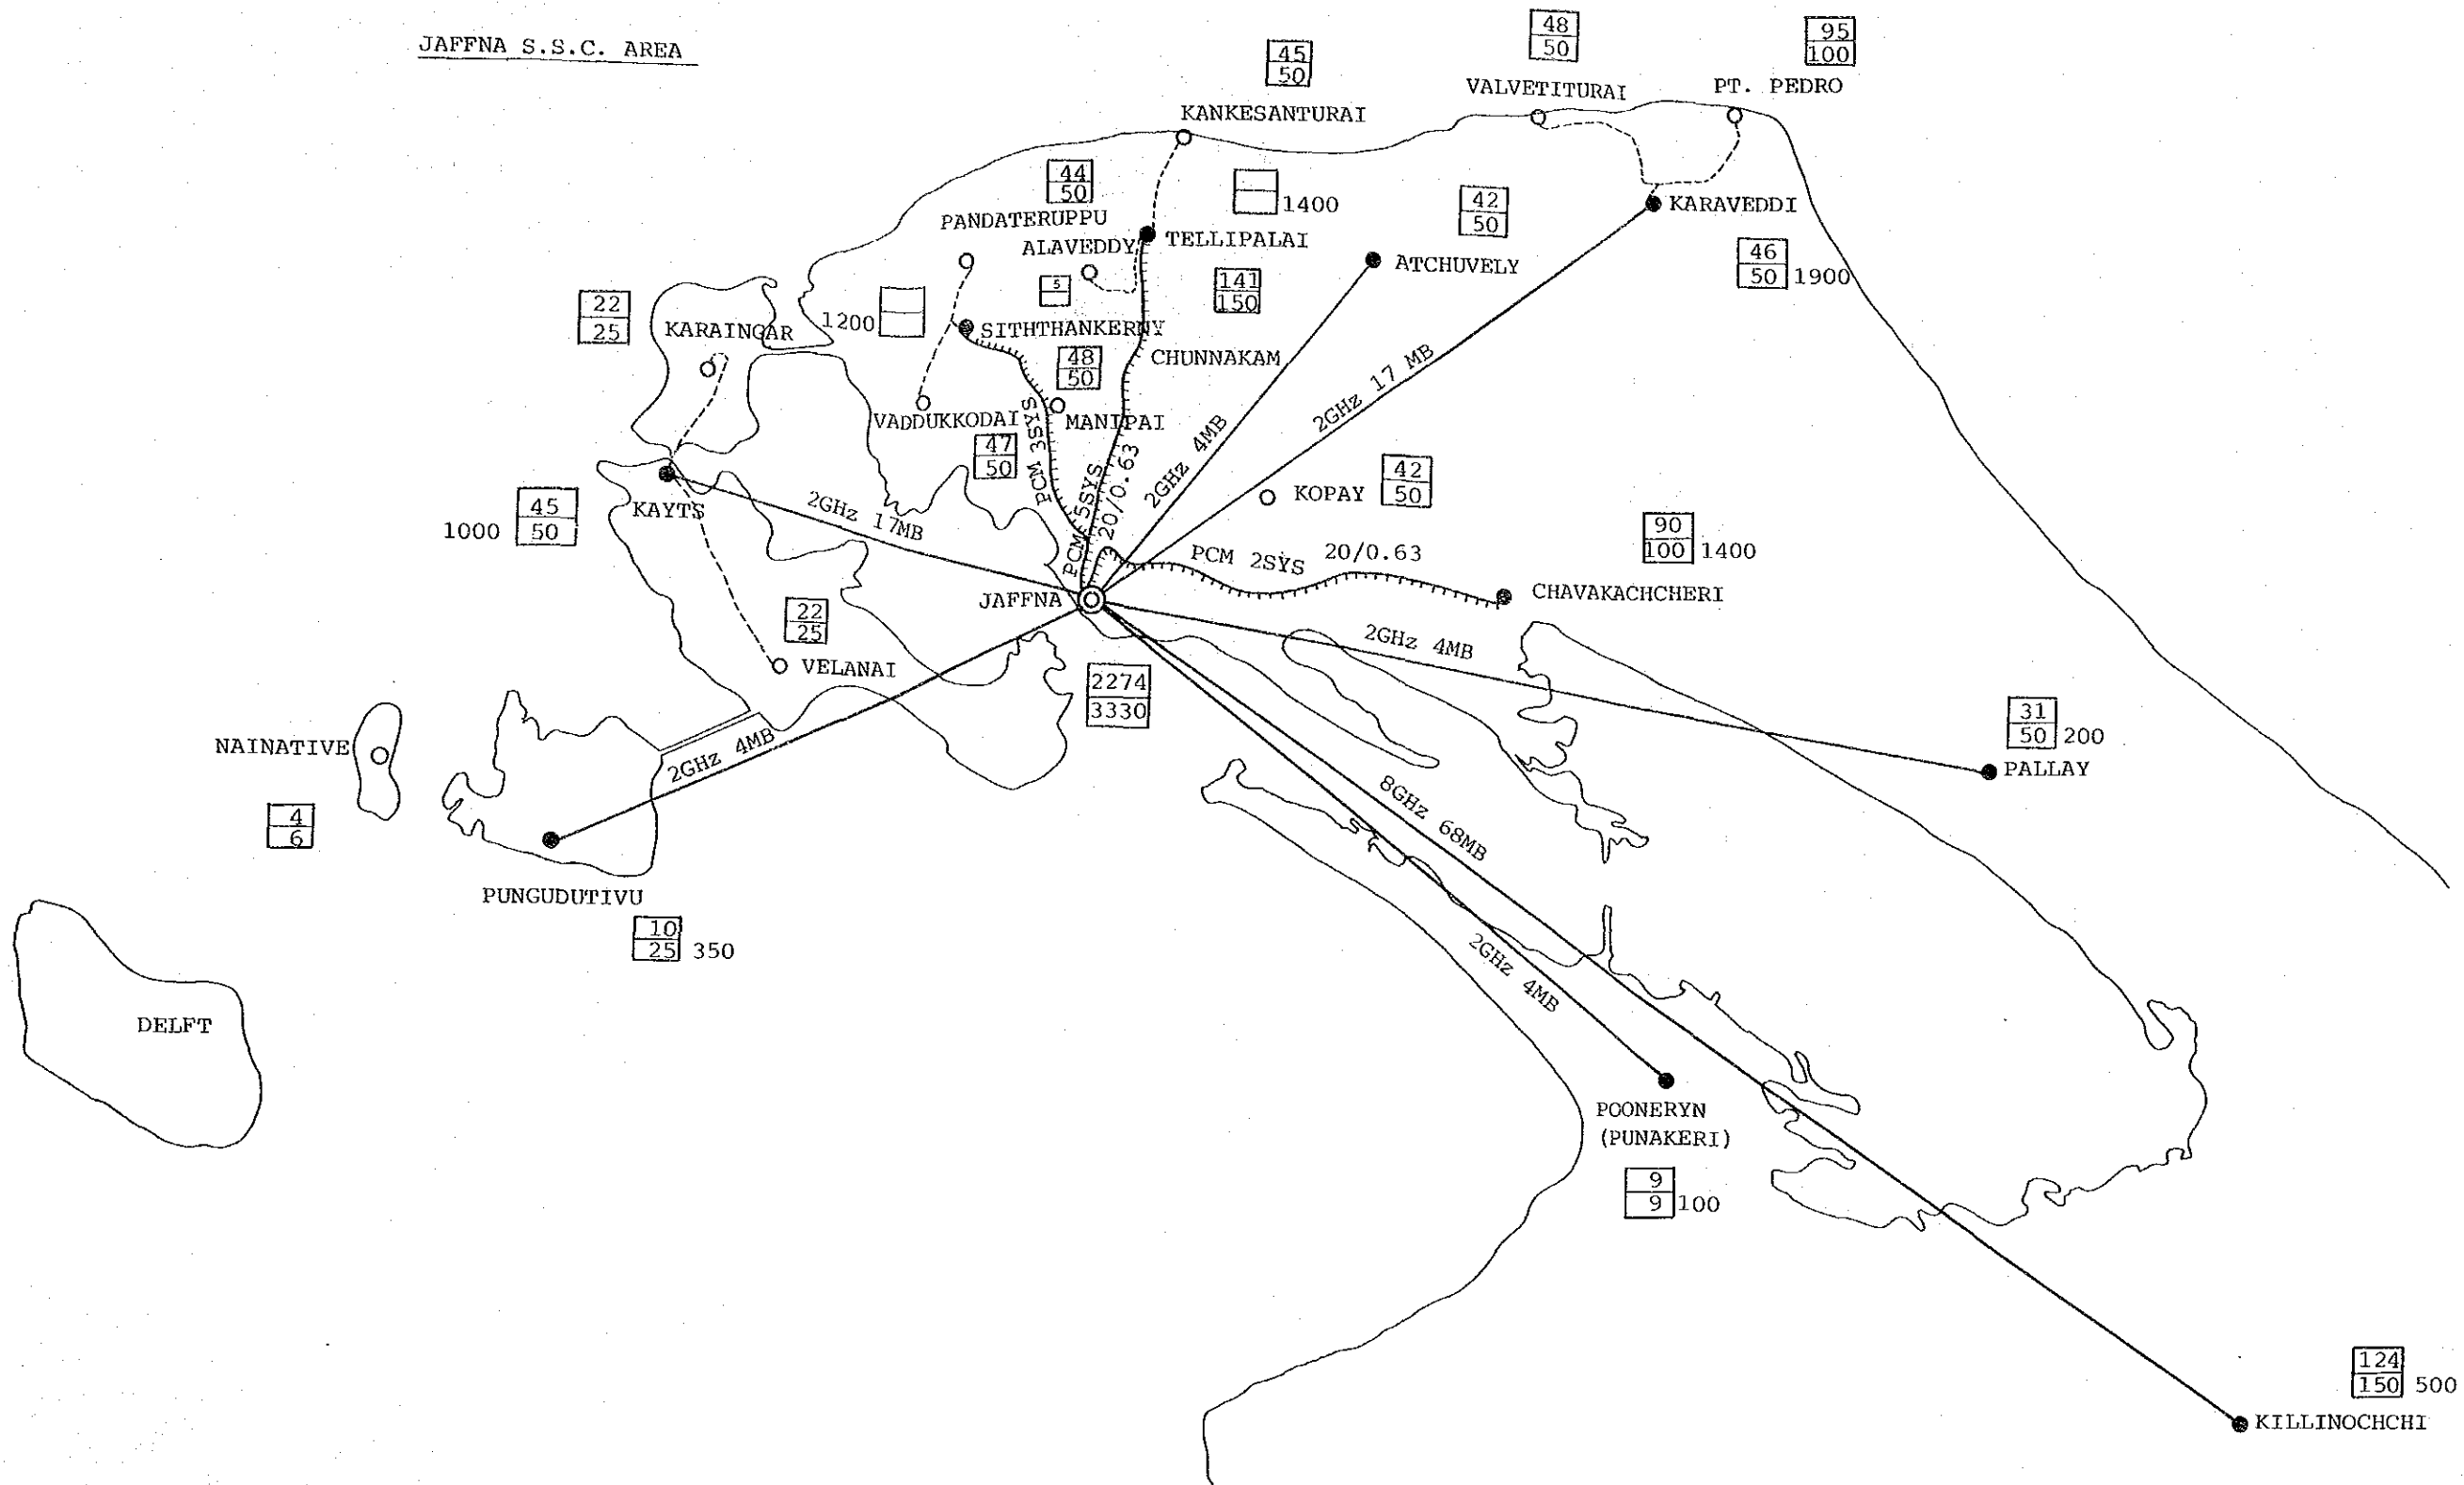 JAFFNA S.S.C. AREA
48
50
95
100
45
50
VALVETITURAI
PT. PEDRO
KANKESANTURAI
44
50
1400
42
50
PANDATERUPPU
KARAVEDDI
ALAVEDDY
TELLIPALAI
ATCHUVELY
46
50 1900
5
141
150
22
25
KARAINGAR
1200
SITHTHANKERNY
48
50
CHUNNAKAM
VADDUKKODAI
MANIPAI
47
50
PCM 3SYS
PCM 5SYS
20/0.63
2GHz 4MB
2GHz 17 MB
KOPAY
42
50
KAYTS
1000
45
50
2GHz 17MB
PCM 2SYS 20/0.63
90
100 1400
CHAVAKACHCHERI
JAFFNA
22
25
VELANAI
2274
3330
2GHz 4MB
31
50 200
PALLAY
NAINATIVE
4
6
2GHz 4MB
8GHz 68MB
PUNGUDUTIVU
10
25 350
2GHz 4MB
DELFT
POONERYN
(PUNAKERI)
9
9 100
124
150 500
KILLINOCHCHI